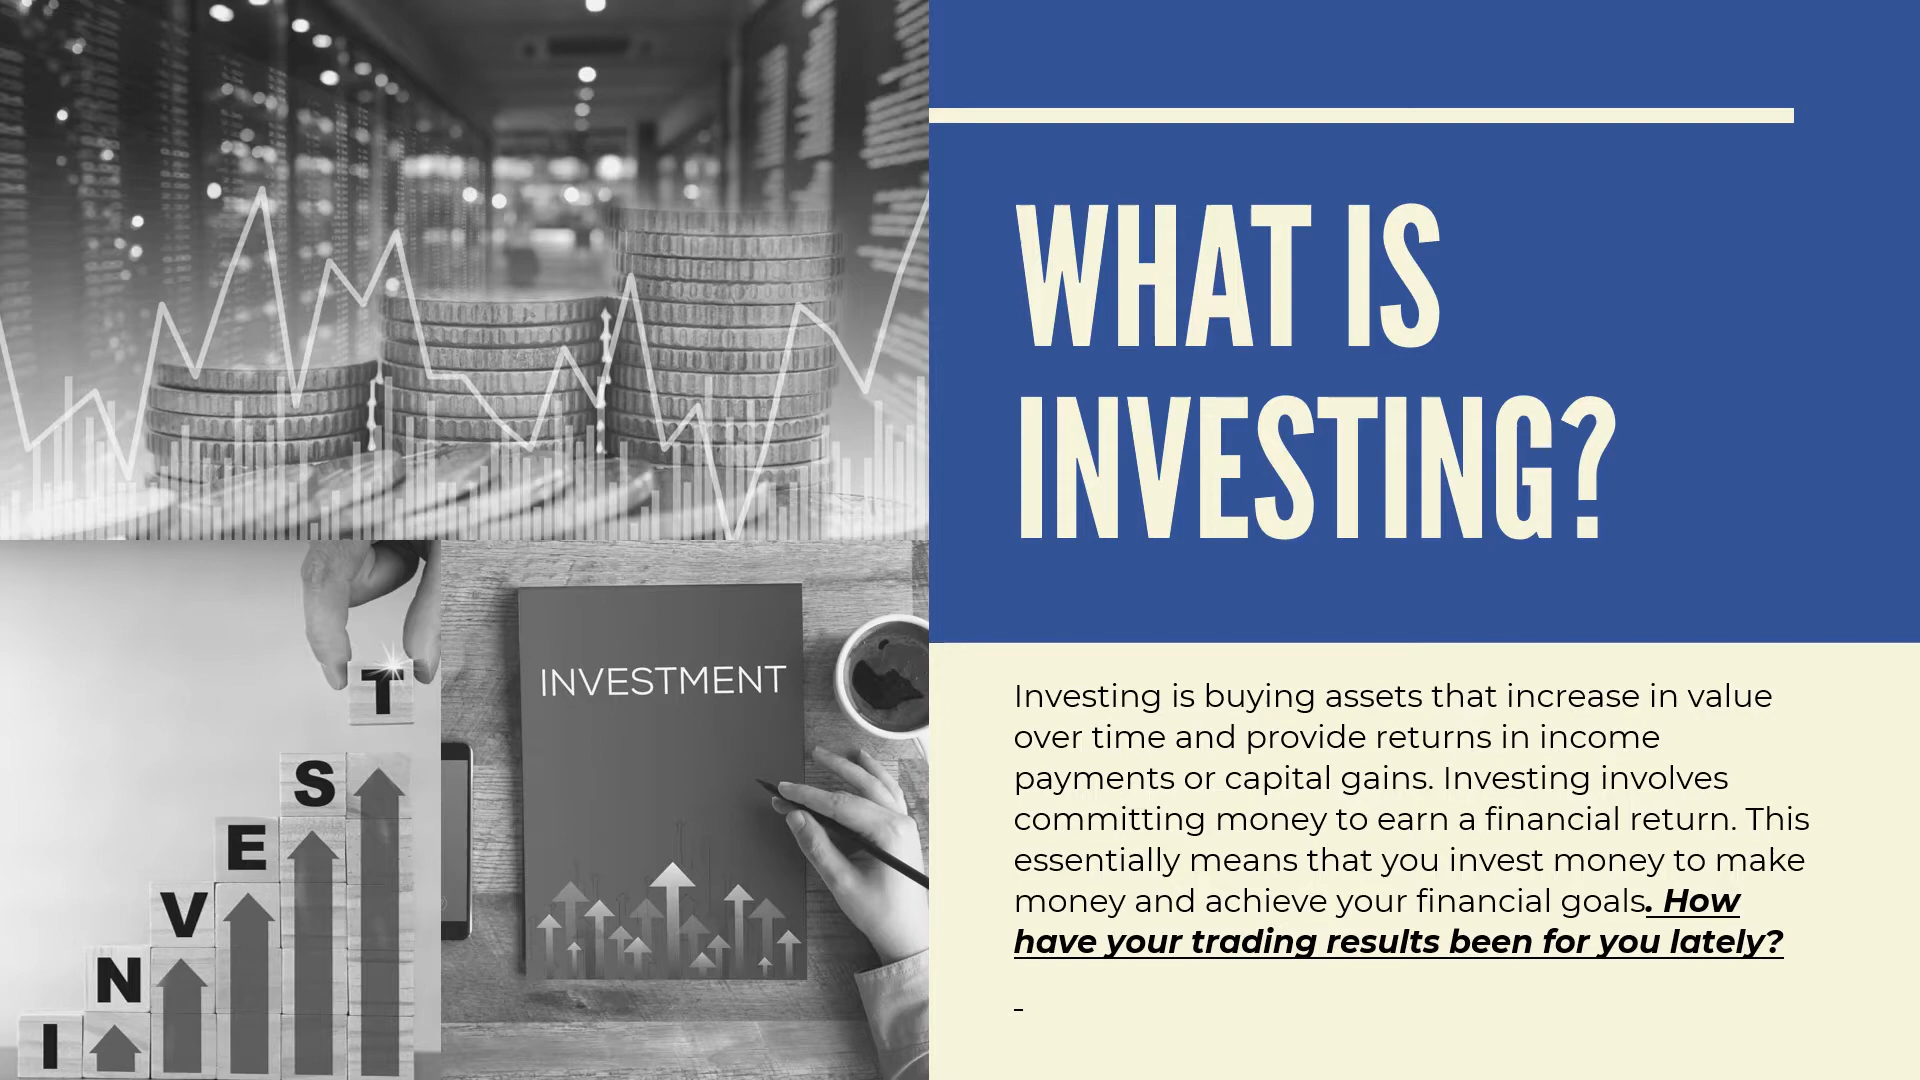 WHAT IS
INVESTING?
Investing is buying assets that increase in value
over time and provide returns in income
payments or capital gains. Investing involves
committing money to earn a financial return. This
essentially means that you invest money to make
money and achieve your financial goals. How
have your trading results been for you lately?
INVESTMENT
I N V E S T